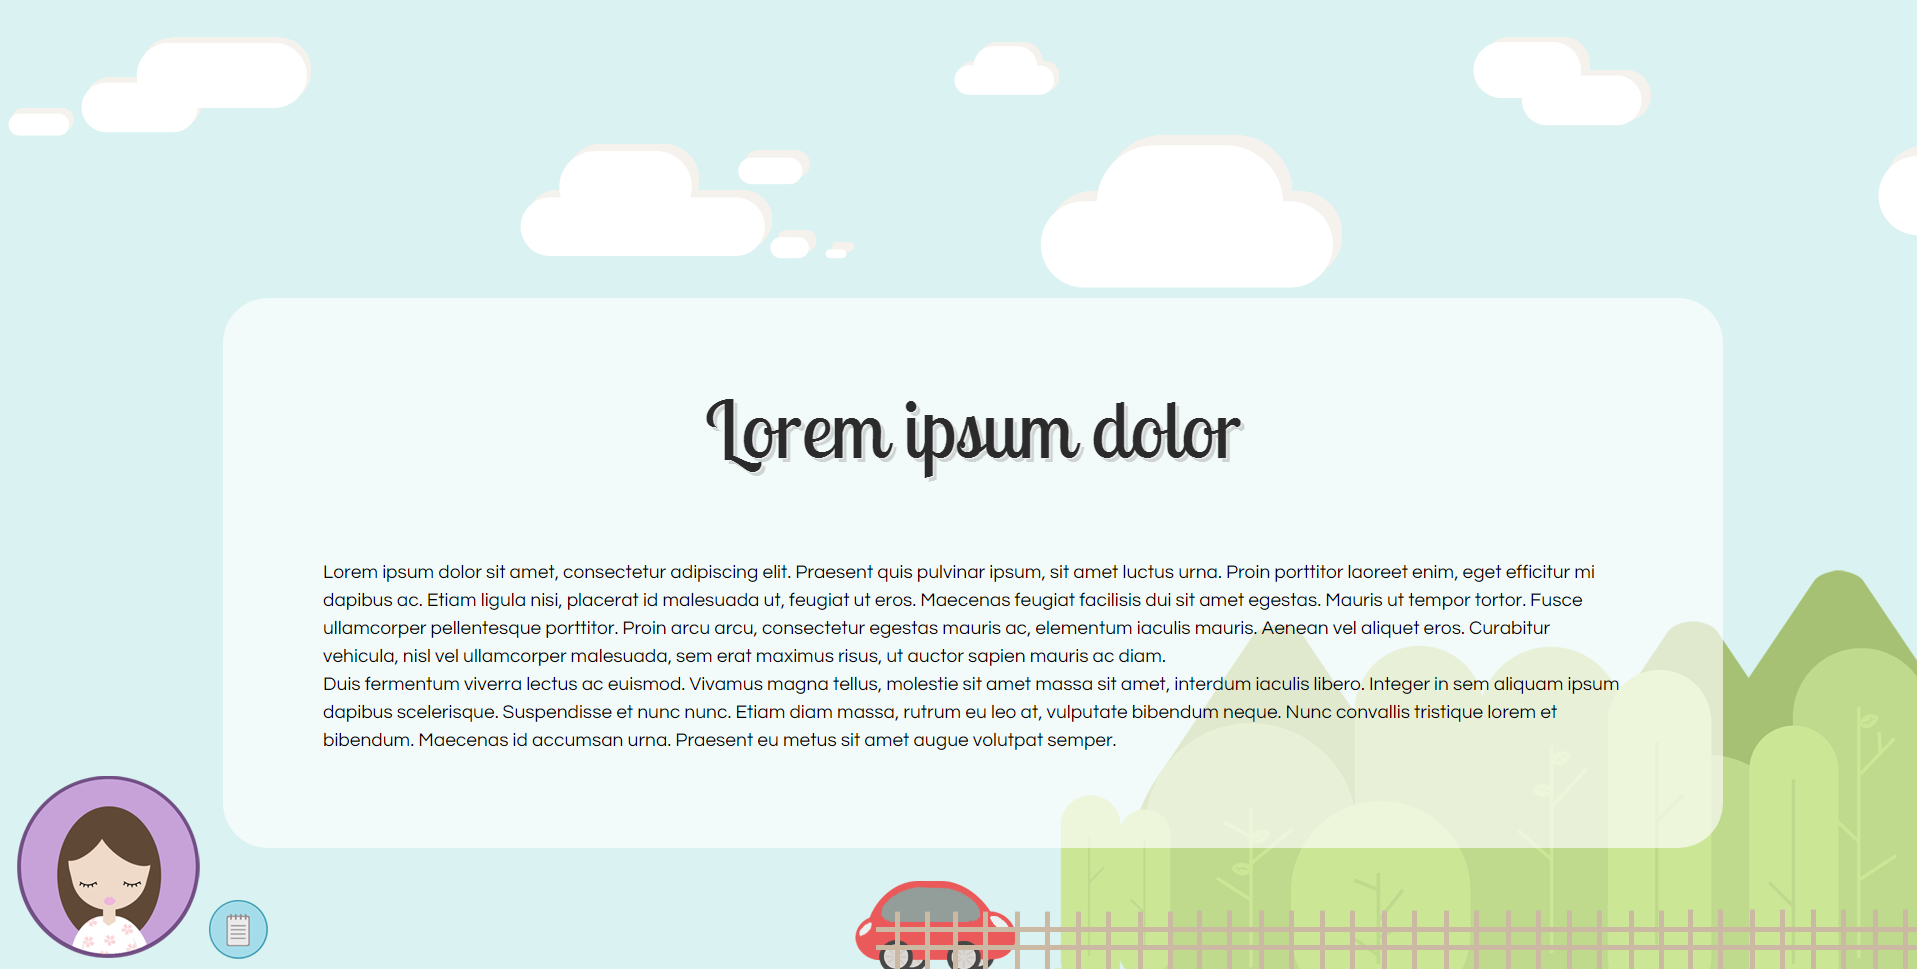 Lorem ipsum dolor
Lorem ipsum dolor sit amet, consectetur adipiscing elit. Praesent quis pulvinar ipsum, sit amet luctus urna. Proin porttitor laoreet enim, eget efficitur mi
dapibus ac. Etiam ligula nisi, placerat id malesuada ut, feugiat ut eros. Maecenas feugiat facilisis dui sit amet egestas. Mauris ut tempor tortor. Fusce
ullamcorper pellentesque porttitor. Proin arcu arcu, consectetur egestas mauris ac, elementum iaculis mauris. Aenean vel aliquet eros. Curabitur
vehicula, nisl vel ullamcorper malesuada, sem erat maximus risus, ut auctor sapien mauris ac diam.
Duis fermentum viverra lectus ac euismod. Vivamus magna tellus, molestie sit amet massa sit amet, interdum iaculis libero. Integer in sem aliquam ipsum
dapibus scelerisque. Suspendisse et nunc nunc. Etiam diam massa, rutrum eu leo at, vulputate bibendum neque. Nunc convallis tristique lorem et
bibendum. Maecenas id accumsan urna. Praesent eu metus sit amet augue volutpat semper.